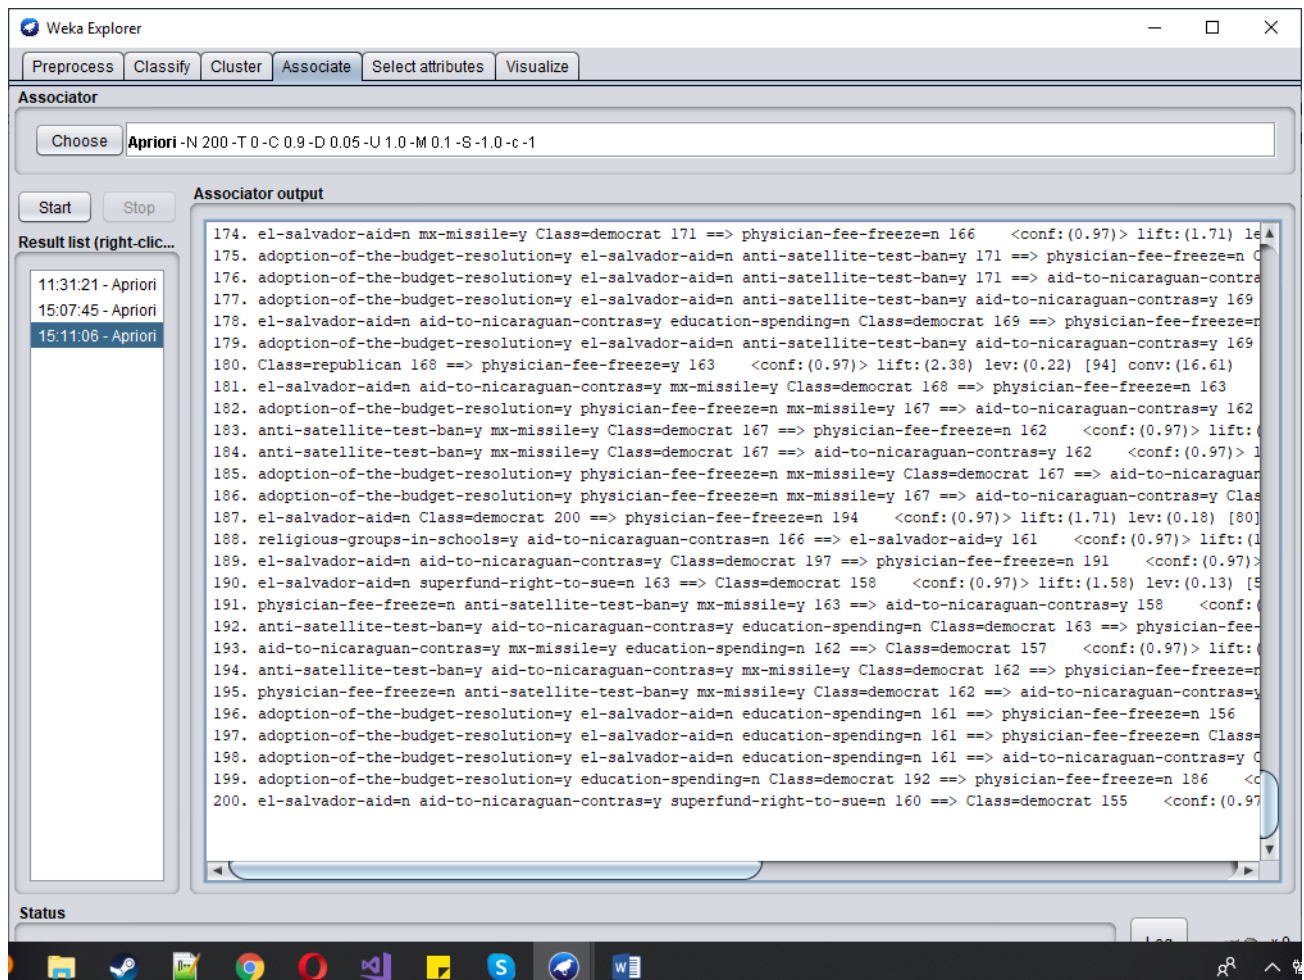 Weka Explorer
Preprocess Classify Cluster Associate Select attributes Visualize
Associator
Choose Apriori -N 200 -T 0 -C 0.9 -D 0.05 -U 1.0 -M 0.1 -S -1.0 -c -1
Start Stop
Associator output
Result list (right-clic...
11:31:21 - Apriori
15:07:45 - Apriori
15:11:06 - Apriori
174. el-salvador-aid=n mx-missile=y Class=democrat 171 ==> physician-fee-freeze=n 166 <conf:(0.97)> lift:(1.71) le
175. adoption-of-the-budget-resolution=y el-salvador-aid=n anti-satellite-test-ban=y 171 ==> physician-fee-freeze=n C
176. adoption-of-the-budget-resolution=y el-salvador-aid=n anti-satellite-test-ban=y 171 ==> aid-to-nicaraguan-contra
177. adoption-of-the-budget-resolution=y el-salvador-aid=n anti-satellite-test-ban=y aid-to-nicaraguan-contras=y 169
178. el-salvador-aid=n aid-to-nicaraguan-contras=y education-spending=n Class=democrat 169 ==> physician-fee-freeze=n
179. adoption-of-the-budget-resolution=y el-salvador-aid=n anti-satellite-test-ban=y aid-to-nicaraguan-contras=y 169
180. Class=republican 168 ==> physician-fee-freeze=y 163 <conf:(0.97)> lift:(2.38) lev:(0.22) [94] conv:(16.61)
181. el-salvador-aid=n aid-to-nicaraguan-contras=y mx-missile=y Class=democrat 168 ==> physician-fee-freeze=n 163
182. adoption-of-the-budget-resolution=y physician-fee-freeze=n mx-missile=y 167 ==> aid-to-nicaraguan-contras=y 162
183. anti-satellite-test-ban=y mx-missile=y Class=democrat 167 ==> physician-fee-freeze=n 162 <conf:(0.97)> lift:(
184. anti-satellite-test-ban=y mx-missile=y Class=democrat 167 ==> aid-to-nicaraguan-contras=y 162 <conf:(0.97)> l
185. adoption-of-the-budget-resolution=y physician-fee-freeze=n mx-missile=y Class=democrat 167 ==> aid-to-nicaraguan
186. adoption-of-the-budget-resolution=y physician-fee-freeze=n mx-missile=y 167 ==> aid-to-nicaraguan-contras=y Clas
187. el-salvador-aid=n Class=democrat 200 ==> physician-fee-freeze=n 194 <conf:(0.97)> lift:(1.71) lev:(0.18) [80]
188. religious-groups-in-schools=y aid-to-nicaraguan-contras=n 166 ==> el-salvador-aid=y 161 <conf:(0.97)> lift:(1
189. el-salvador-aid=n aid-to-nicaraguan-contras=y Class=democrat 197 ==> physician-fee-freeze=n 191 <conf:(0.97)>
190. el-salvador-aid=n superfund-right-to-sue=n 163 ==> Class=democrat 158 <conf:(0.97)> lift:(1.58) lev:(0.13) [5
191. physician-fee-freeze=n anti-satellite-test-ban=y mx-missile=y 163 ==> aid-to-nicaraguan-contras=y 158 <conf:(
192. anti-satellite-test-ban=y aid-to-nicaraguan-contras=y education-spending=n Class=democrat 163 ==> physician-fee-
193. aid-to-nicaraguan-contras=y mx-missile=y education-spending=n 162 ==> Class=democrat 157 <conf:(0.97)> lift:(
194. anti-satellite-test-ban=y aid-to-nicaraguan-contras=y mx-missile=y Class=democrat 162 ==> physician-fee-freeze=n
195. physician-fee-freeze=n anti-satellite-test-ban=y mx-missile=y Class=democrat 162 ==> aid-to-nicaraguan-contras=y
196. adoption-of-the-budget-resolution=y el-salvador-aid=n education-spending=n 161 ==> physician-fee-freeze=n 156
197. adoption-of-the-budget-resolution=y el-salvador-aid=n education-spending=n 161 ==> physician-fee-freeze=n Class=
198. adoption-of-the-budget-resolution=y el-salvador-aid=n education-spending=n 161 ==> aid-to-nicaraguan-contras=y C
199. adoption-of-the-budget-resolution=y education-spending=n Class=democrat 192 ==> physician-fee-freeze=n 186 <c
200. el-salvador-aid=n aid-to-nicaraguan-contras=y superfund-right-to-sue=n 160 ==> Class=democrat 155 <conf:(0.97
Status